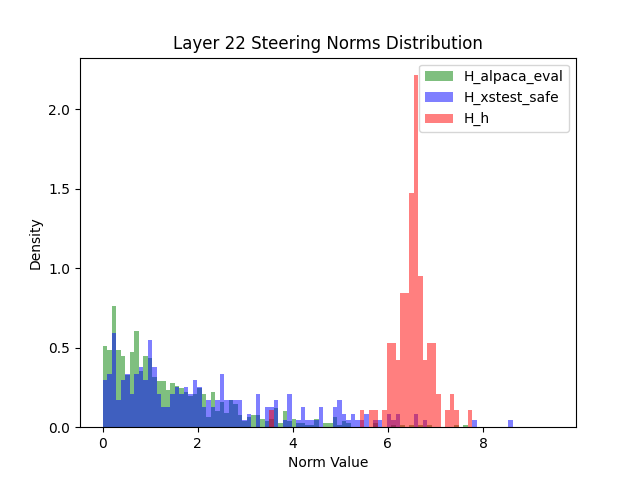 Layer 22 Steering Norms Distribution
H_alpaca_eval
H_xstest_safe
H_h
2.0
1.5
1.0
0.5
0.0
Density
0 2 4 6 8
Norm Value